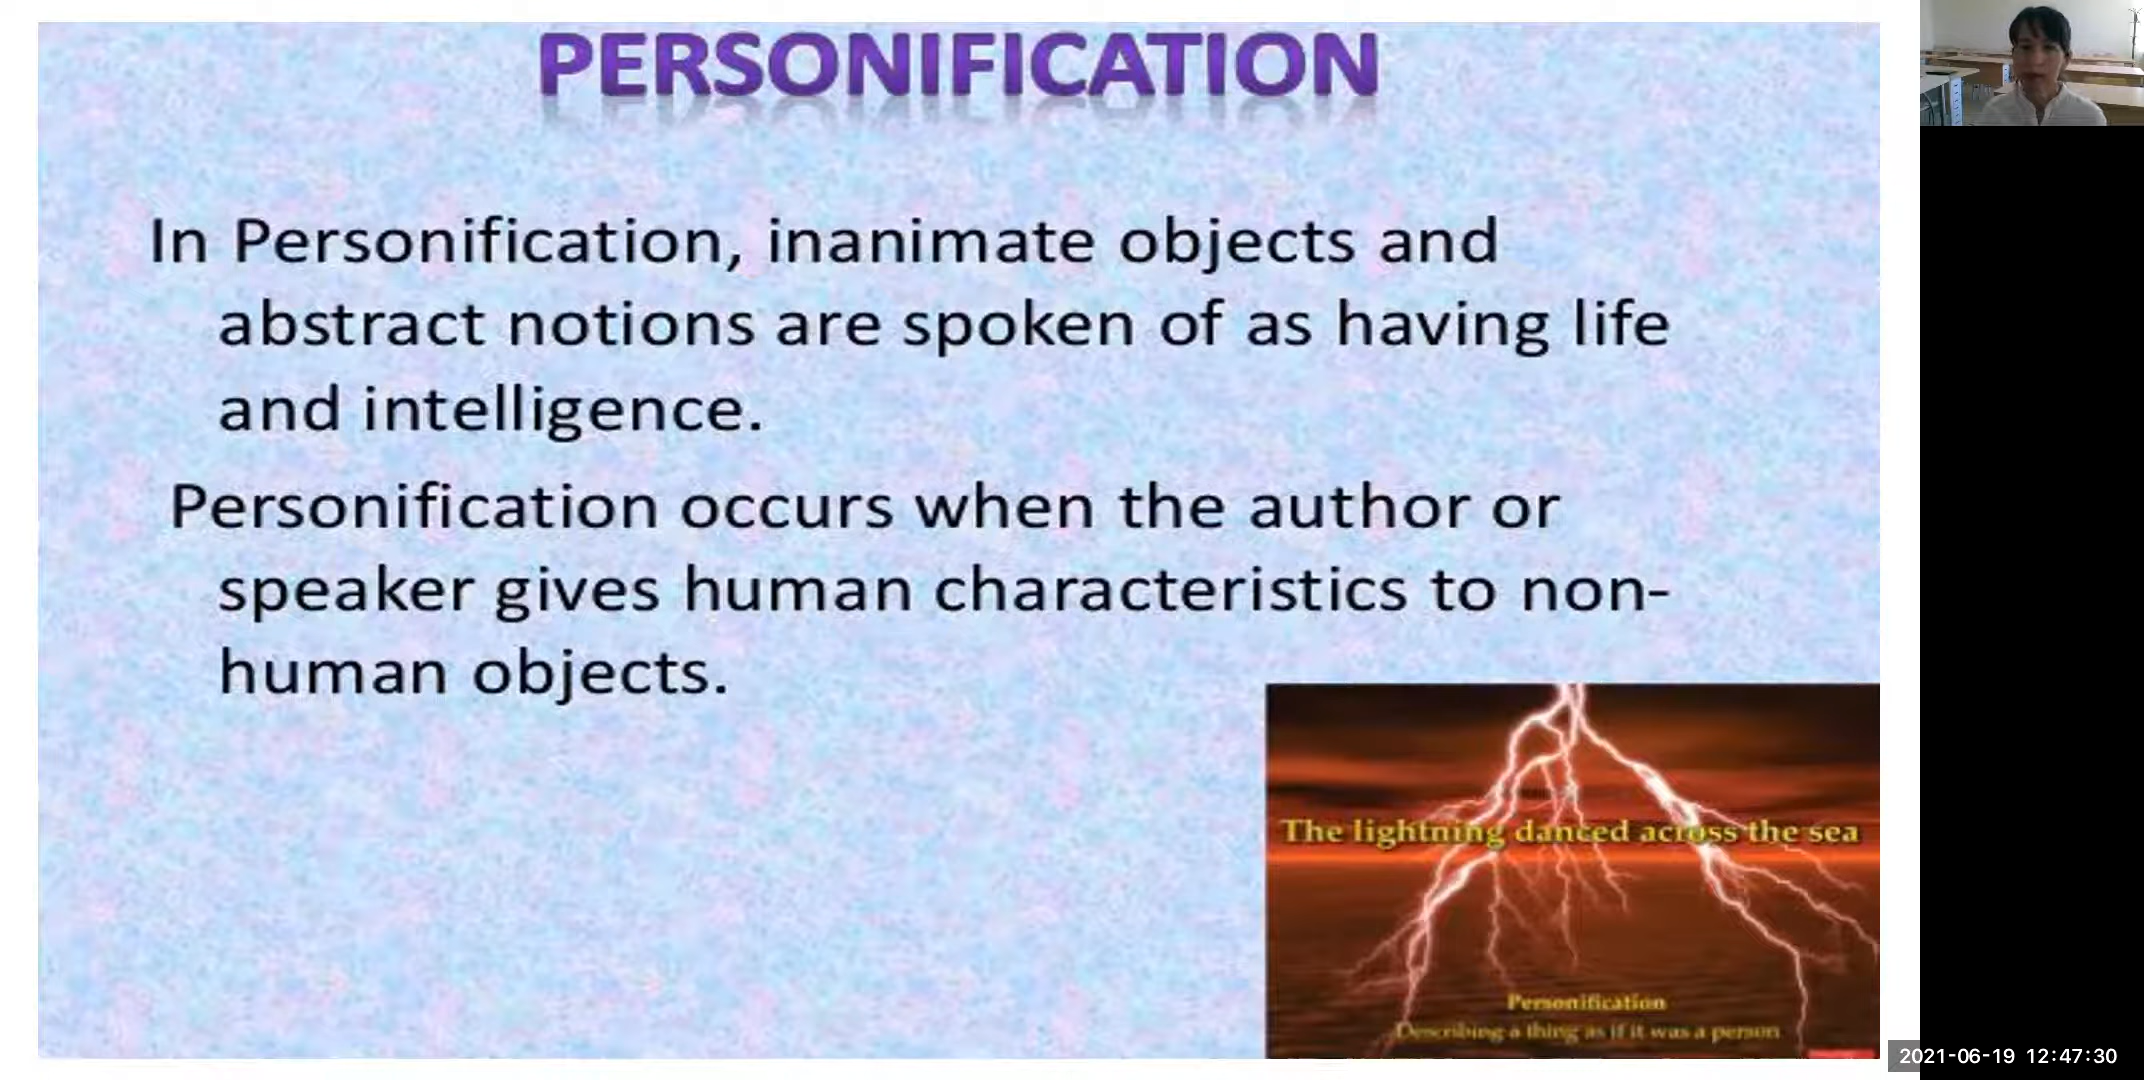 PERSONIFICATION
In Personification, inanimate objects and
abstract notions are spoken of as having life
and intelligence.
Personification occurs when the author or
speaker gives human characteristics to non-
human objects.
The lightning danced across the sea
Personification
Describing a thing as if it was a person
2021-06-19 12:47:30